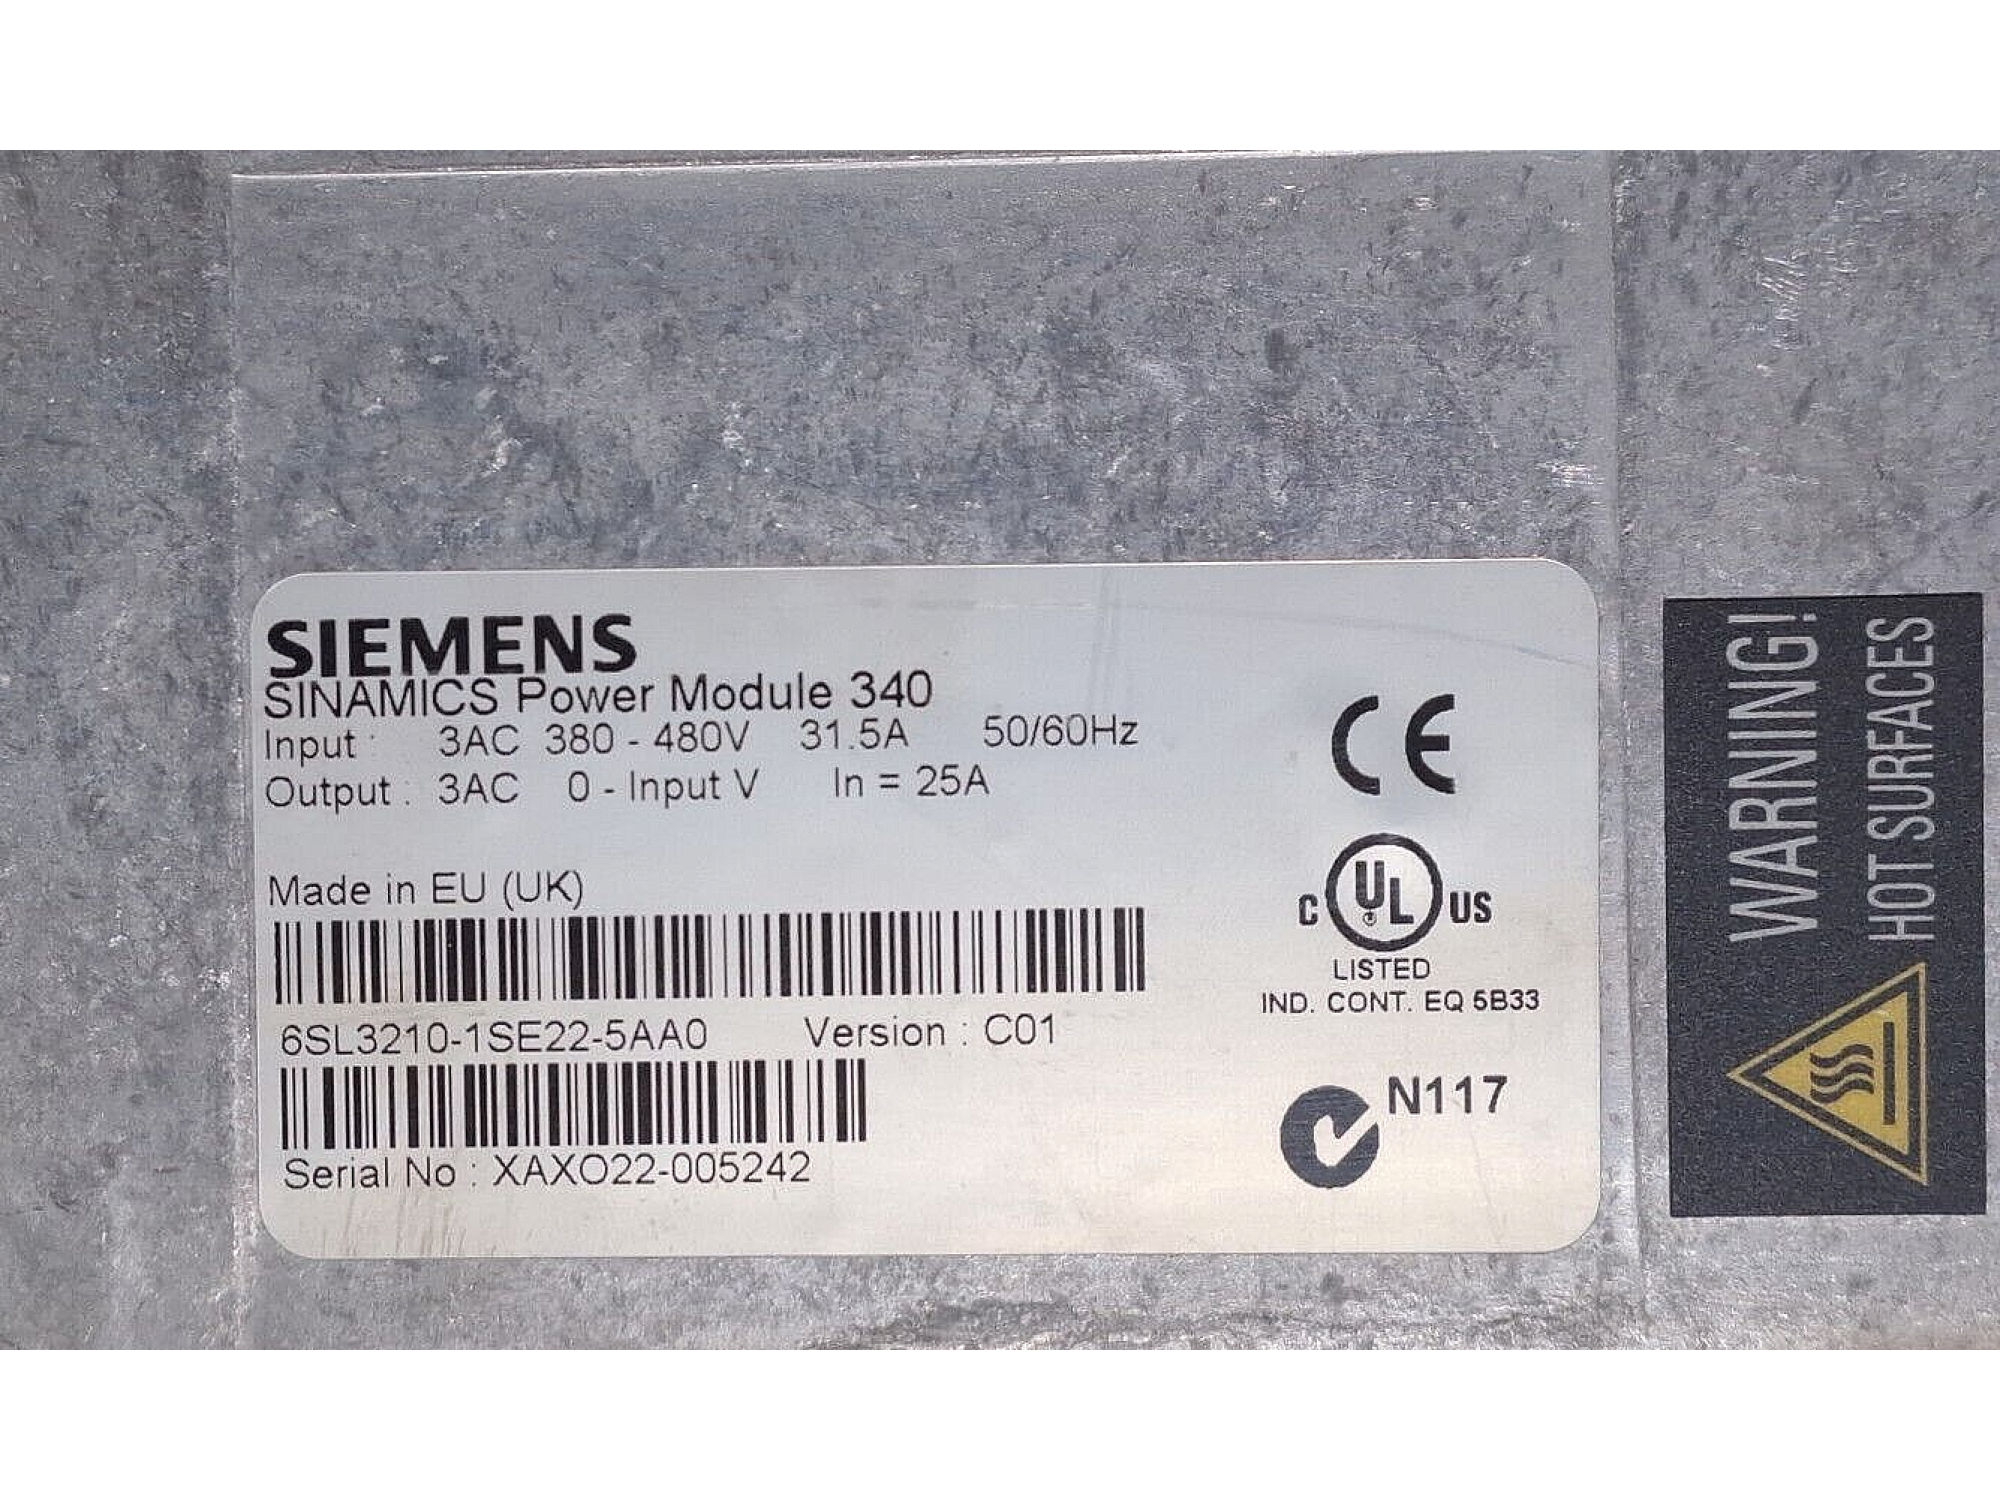 SIEMENS
SINAMICS Power Module 340
Input : 3AC 380 - 480V 31.5A 50/60Hz
Output : 3AC 0 - Input V In = 25A
Made in EU (UK)
6SL3210-1SE22-5AA0 Version : C01
Serial No : XAXO22-005242
CE
C UL US
LISTED
IND. CONT. EQ 5B33
N117
WARNING!
HOT SURFACES